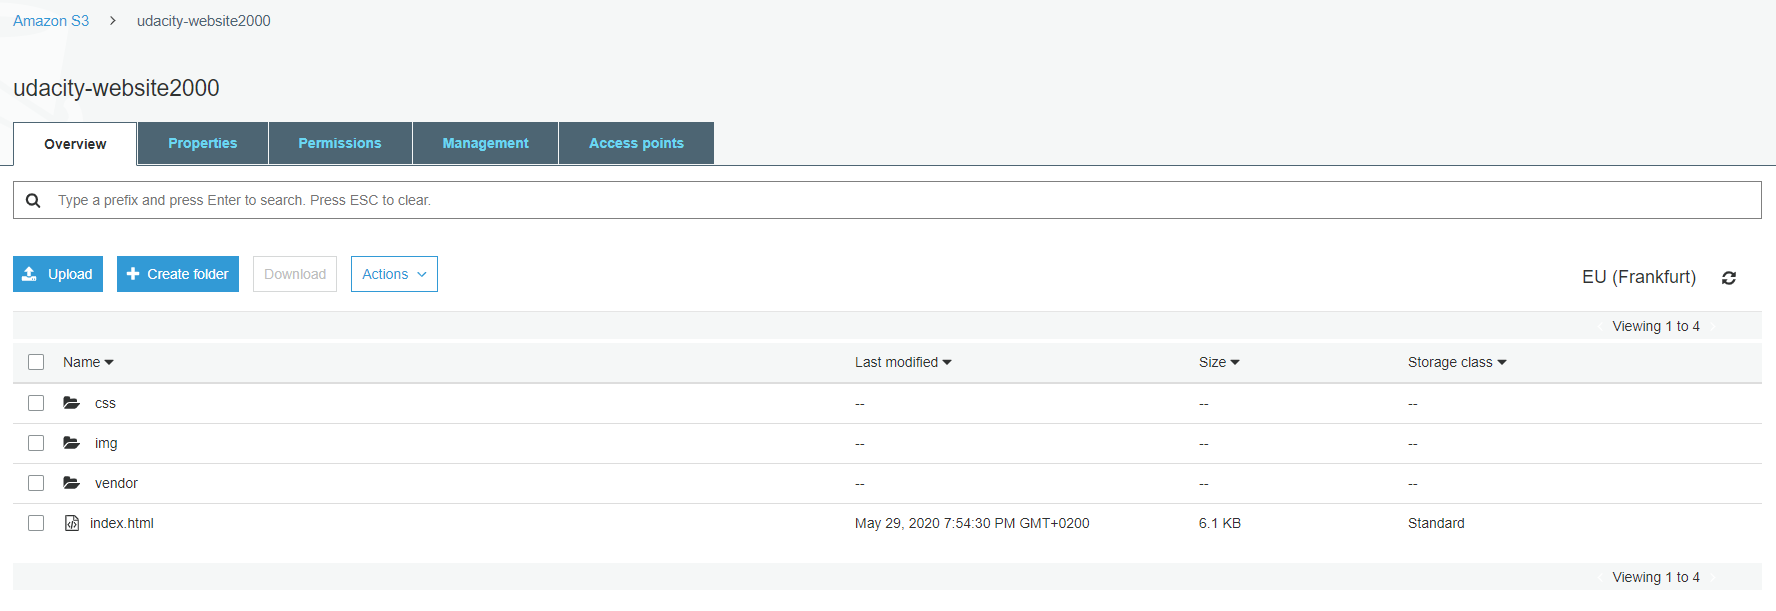 Amazon S3 > udacity-website2000
udacity-website2000
Overview Properties Permissions Management Access points
Type a prefix and press Enter to search. Press ESC to clear.
Upload Create folder Download Actions
EU (Frankfurt)
Viewing 1 to 4
Name Last modified Size Storage class
css -- -- --
img -- -- --
vendor -- -- --
index.html May 29, 2020 7:54:30 PM GMT+0200 6.1 KB Standard
Viewing 1 to 4